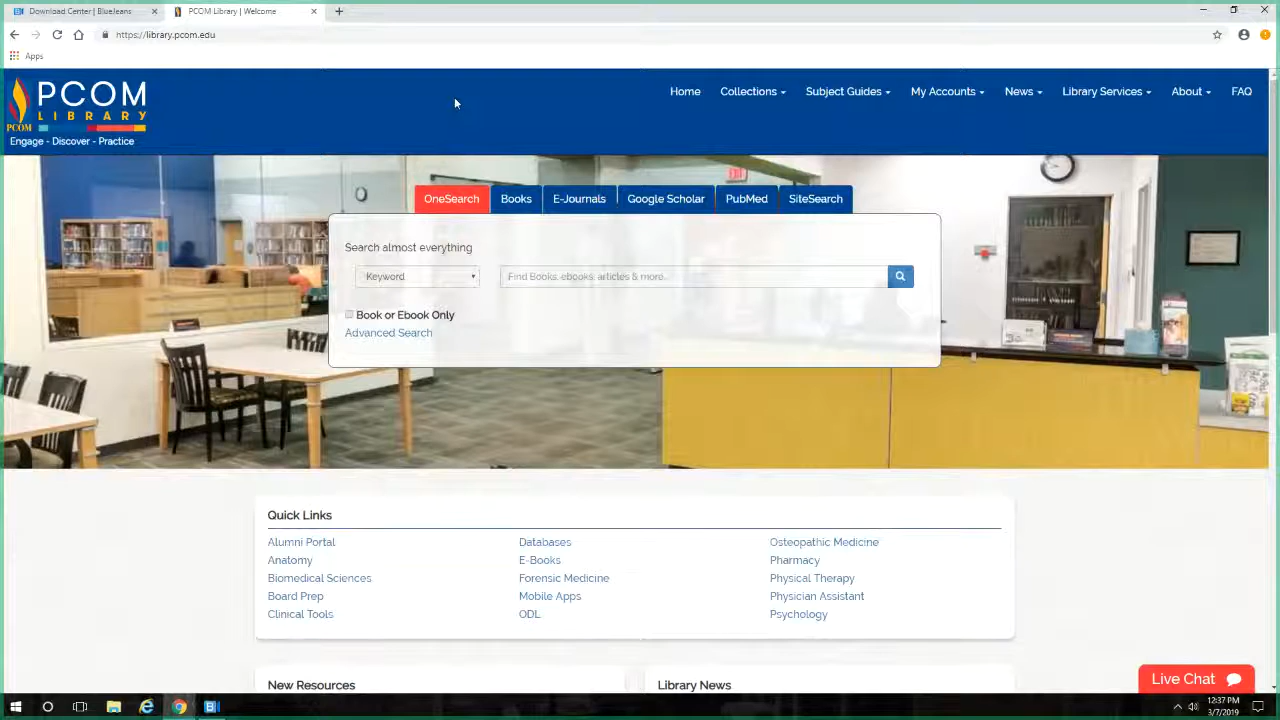 Download Center | BlueJeans
PCOM Library | Welcome
https://library.pcom.edu
Apps
PCOM
LIBRARY
PCOM
Engage - Discover - Practice
Home
Collections
Subject Guides
My Accounts
News
Library Services
About
FAQ
OneSearch
Books
E-Journals
Google Scholar
PubMed
SiteSearch
Search almost everything
Keyword
Find Books, ebooks, articles & more...
Book or Ebook Only
Advanced Search
Quick Links
Alumni Portal
Databases
Osteopathic Medicine
Anatomy
E-Books
Pharmacy
Biomedical Sciences
Forensic Medicine
Physical Therapy
Board Prep
Mobile Apps
Physician Assistant
Clinical Tools
ODL
Psychology
New Resources
Library News
Live Chat
12:37 PM
3/7/2019